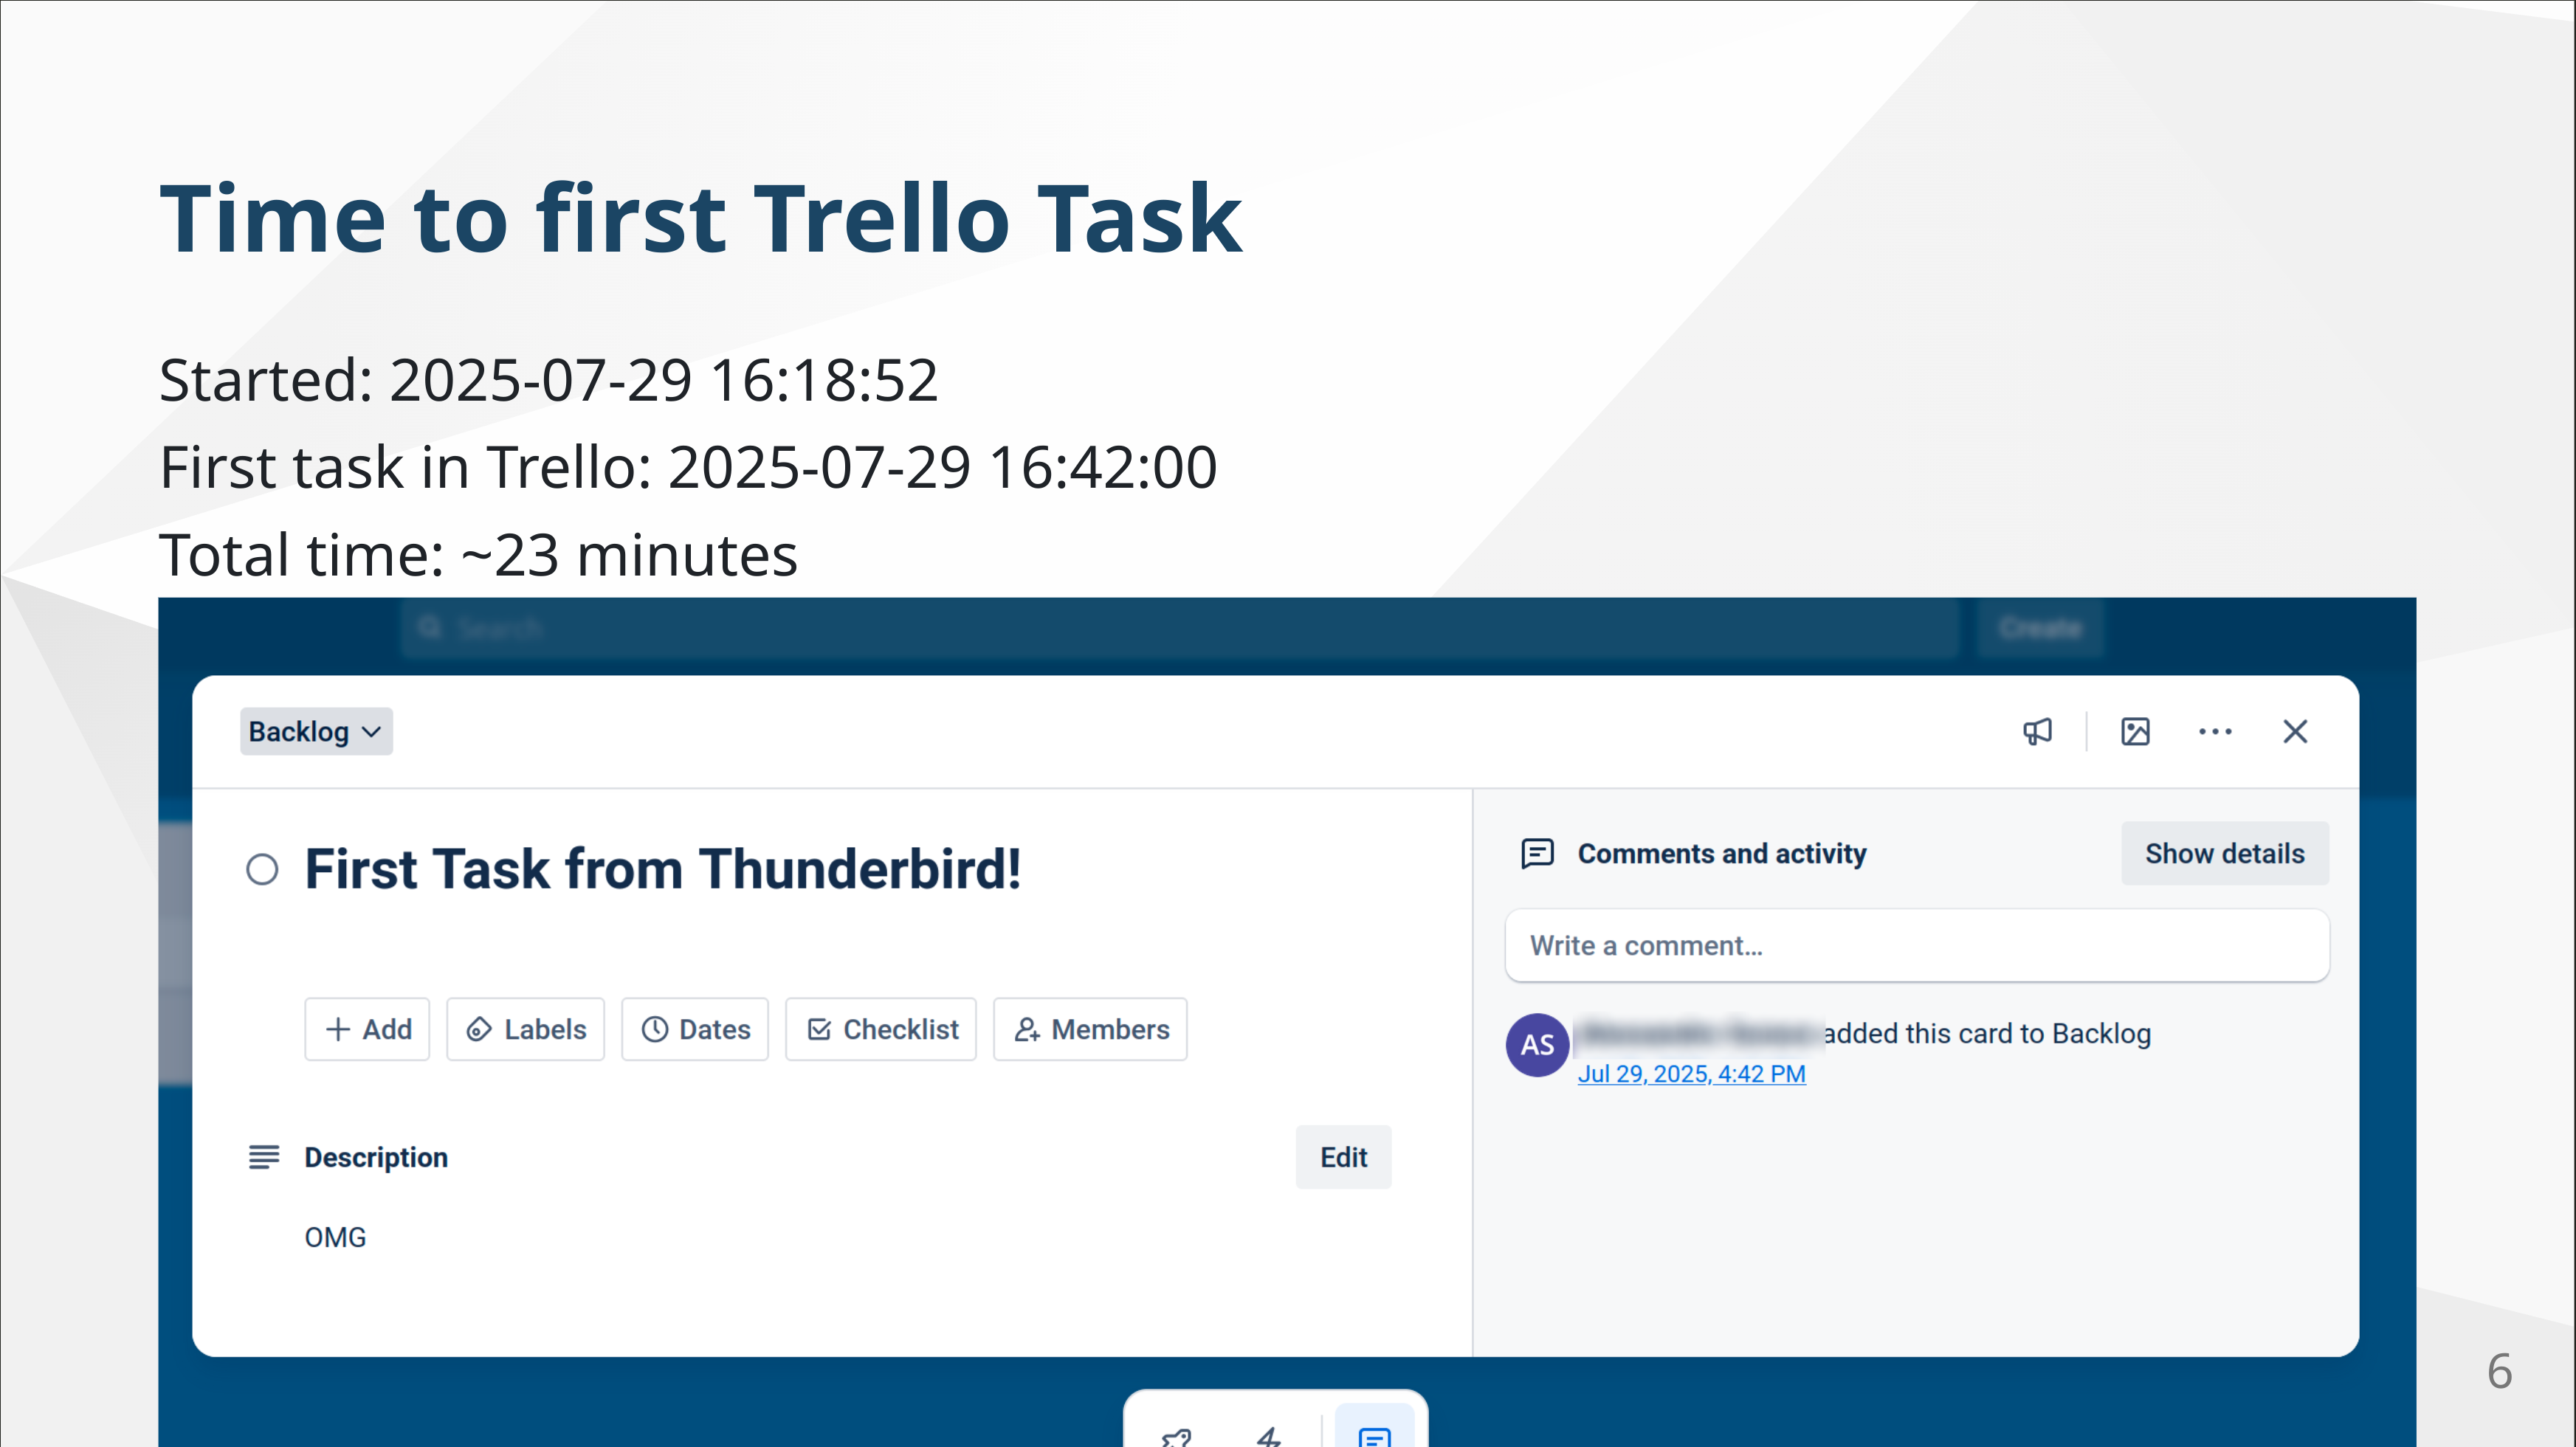 Time to first Trello Task
Started: 2025-07-29 16:18:52
First task in Trello: 2025-07-29 16:42:00
Total time: ~23 minutes
Search
Create
Backlog
First Task from Thunderbird!
Add Labels Dates Checklist Members
Description
Edit
OMG
Comments and activity
Show details
Write a comment...
AS
added this card to Backlog
Jul 29, 2025, 4:42 PM
6